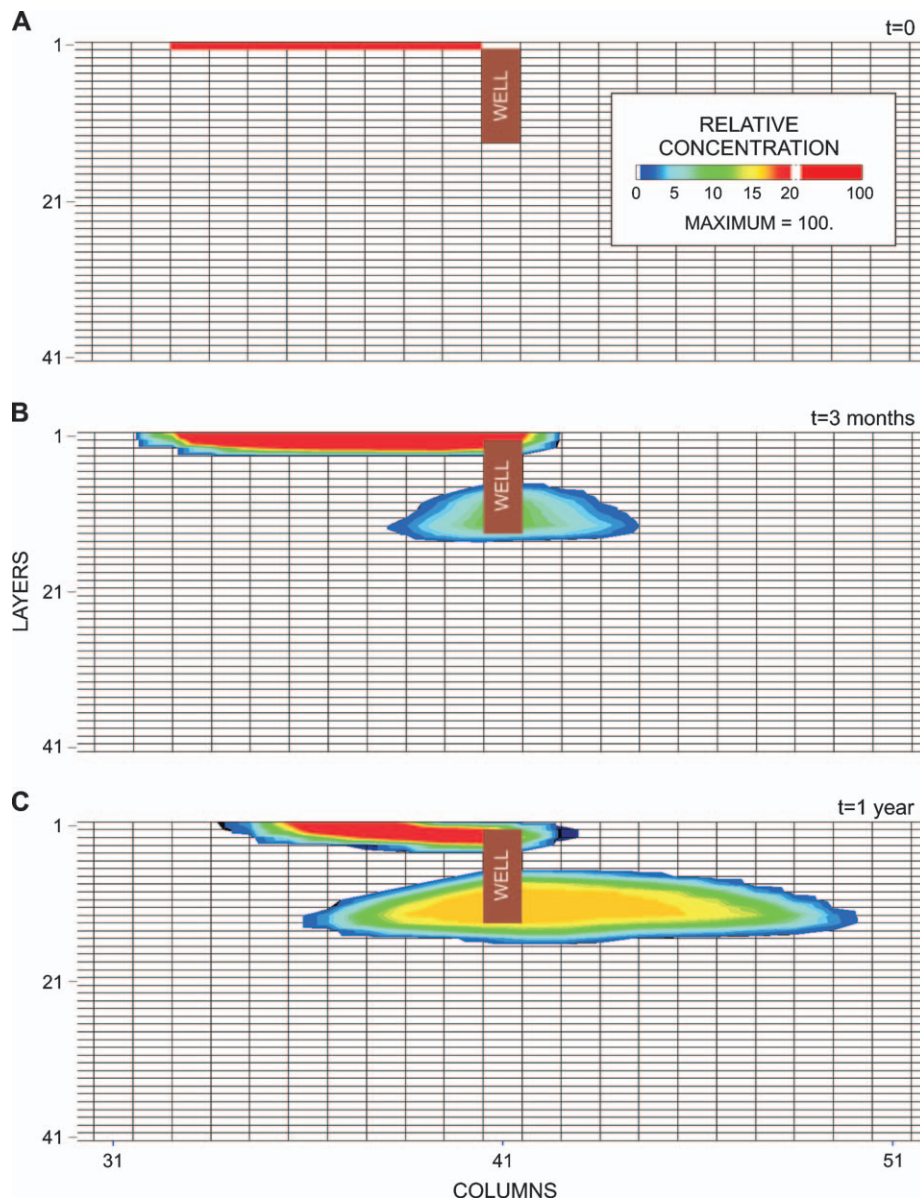 A
t=0
1
WELL
RELATIVE
CONCENTRATION
0 5 10 15 20 100
MAXIMUM = 100.
21
41
B
t=3 months
1
WELL
21
41
LAYERS
C
t=1 year
1
WELL
21
41
31 41 51
COLUMNS